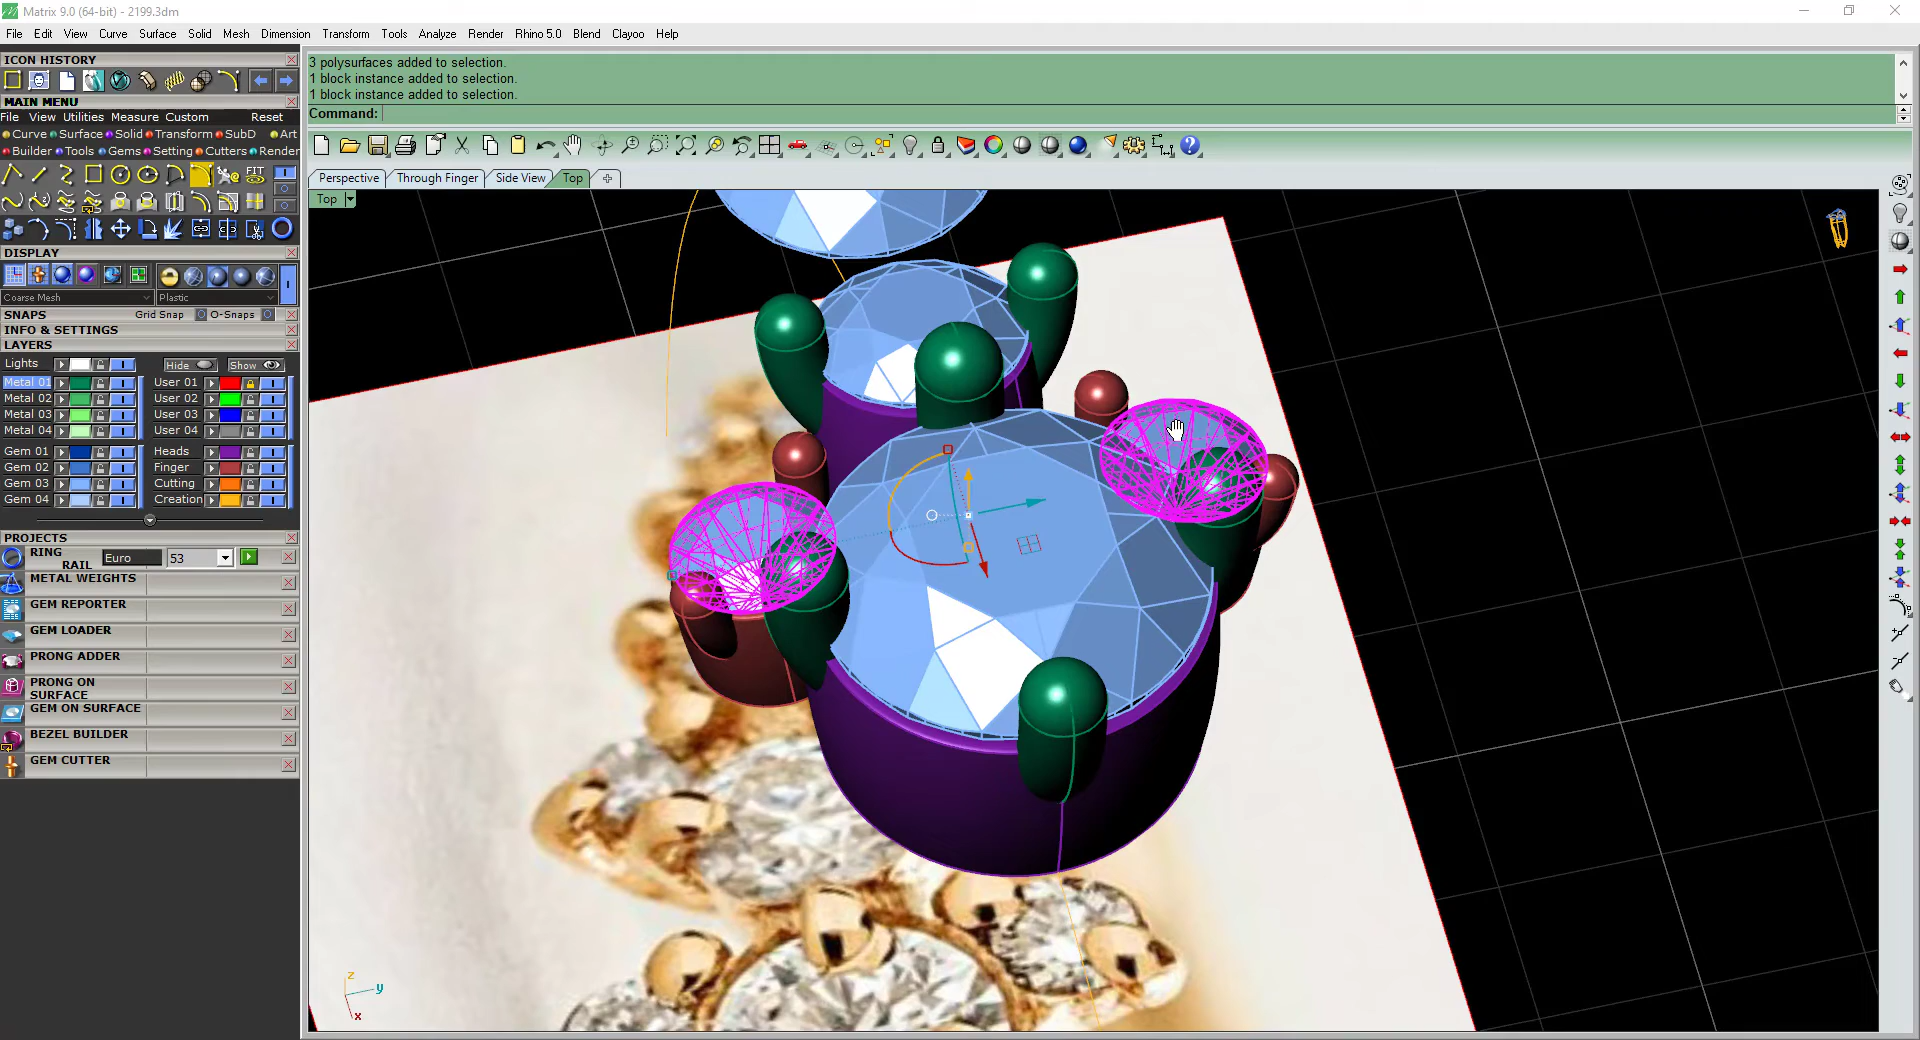 Matrix 9.0 (64-bit) - 2199.3dm
File Edit View Curve Surface Solid Mesh Dimension Transform Tools Analyze Render Rhino 5.0 Blend Clayoo Help
ICON HISTORY
MAIN MENU
File View Utilities Measure Custom Reset
Curve Surface Solid Transform SubD Art
Builder Tools Gems Setting Cutters Render
FIT
DISPLAY
Coarse Mesh Plastic
SNAPS Grid Snap O-Snaps
INFO & SETTINGS
LAYERS
Lights Hide Show
Metal 01 User 01
Metal 02 User 02
Metal 03 User 03
Metal 04 User 04
Gem 01 Heads
Gem 02 Finger
Gem 03 Cutting
Gem 04 Creation
PROJECTS
RING RAIL Euro 53
METAL WEIGHTS
GEM REPORTER
GEM LOADER
PRONG ADDER
PRONG ON SURFACE
GEM ON SURFACE
BEZEL BUILDER
GEM CUTTER
3 polysurfaces added to selection.
1 block instance added to selection.
1 block instance added to selection.
Command:
Perspective Through Finger Side View Top
Top
z
y
x